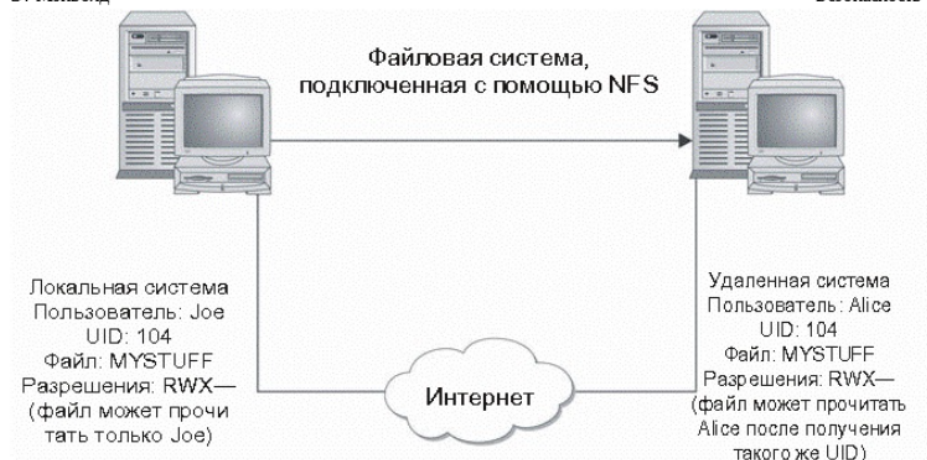 Файловая система,
подключенная с помощью NFS
Локальная система
Пользователь: Joe
UID: 104
Файл: MYSTUFF
Разрешения: RWX—
(файл может прочи
тать только Joe)
Интернет
Удаленная система
Пользователь: Alice
UID: 104
Файл: MYSTUFF
Разрешения: RWX—
(файл может прочитать
Alice после получения
такого же UID)